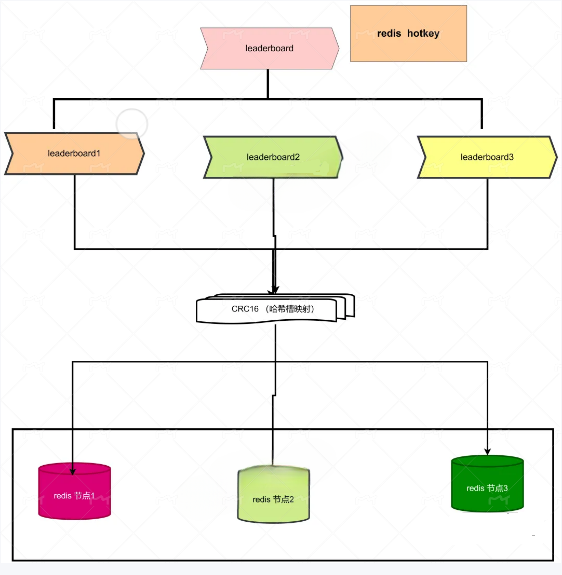 redis hotkey
leaderboard
leaderboard1
leaderboard2
leaderboard3
CRC16 （哈希槽映射）
redis 节点1
redis 节点2
redis 节点3